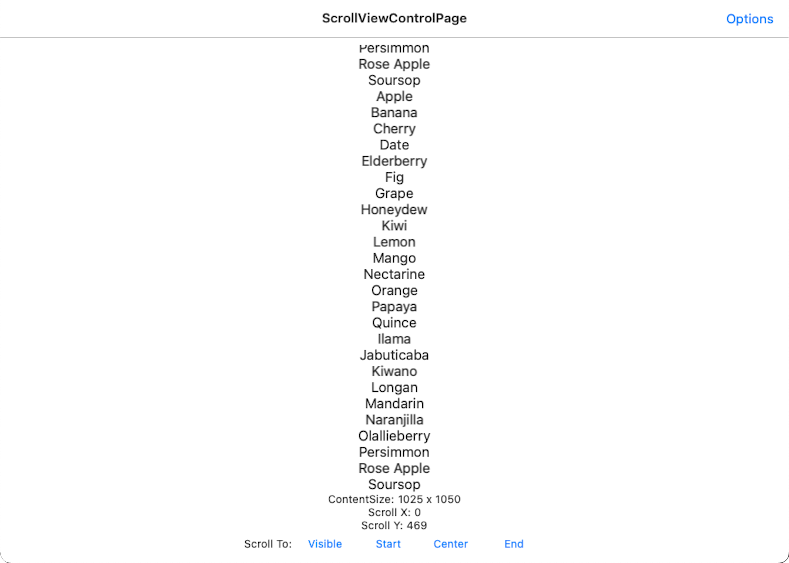 ScrollViewControlPage
Options
Persimmon
Rose Apple
Soursop
Apple
Banana
Cherry
Date
Elderberry
Fig
Grape
Honeydew
Kiwi
Lemon
Mango
Nectarine
Orange
Papaya
Quince
Ilama
Jabuticaba
Kiwano
Longan
Mandarin
Naranjilla
Olallieberry
Persimmon
Rose Apple
Soursop
ContentSize: 1025 x 1050
Scroll X: 0
Scroll Y: 469
Scroll To: Visible Start Center End